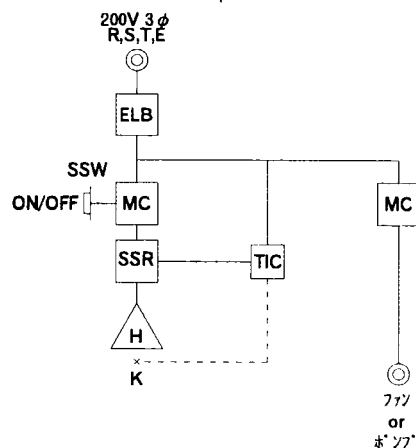 200V 3φ
R,S,T,E
ELB
SSW
ON/OFF
MC
MC
SSR
TIC
H
K
ファン
or
ポンプ